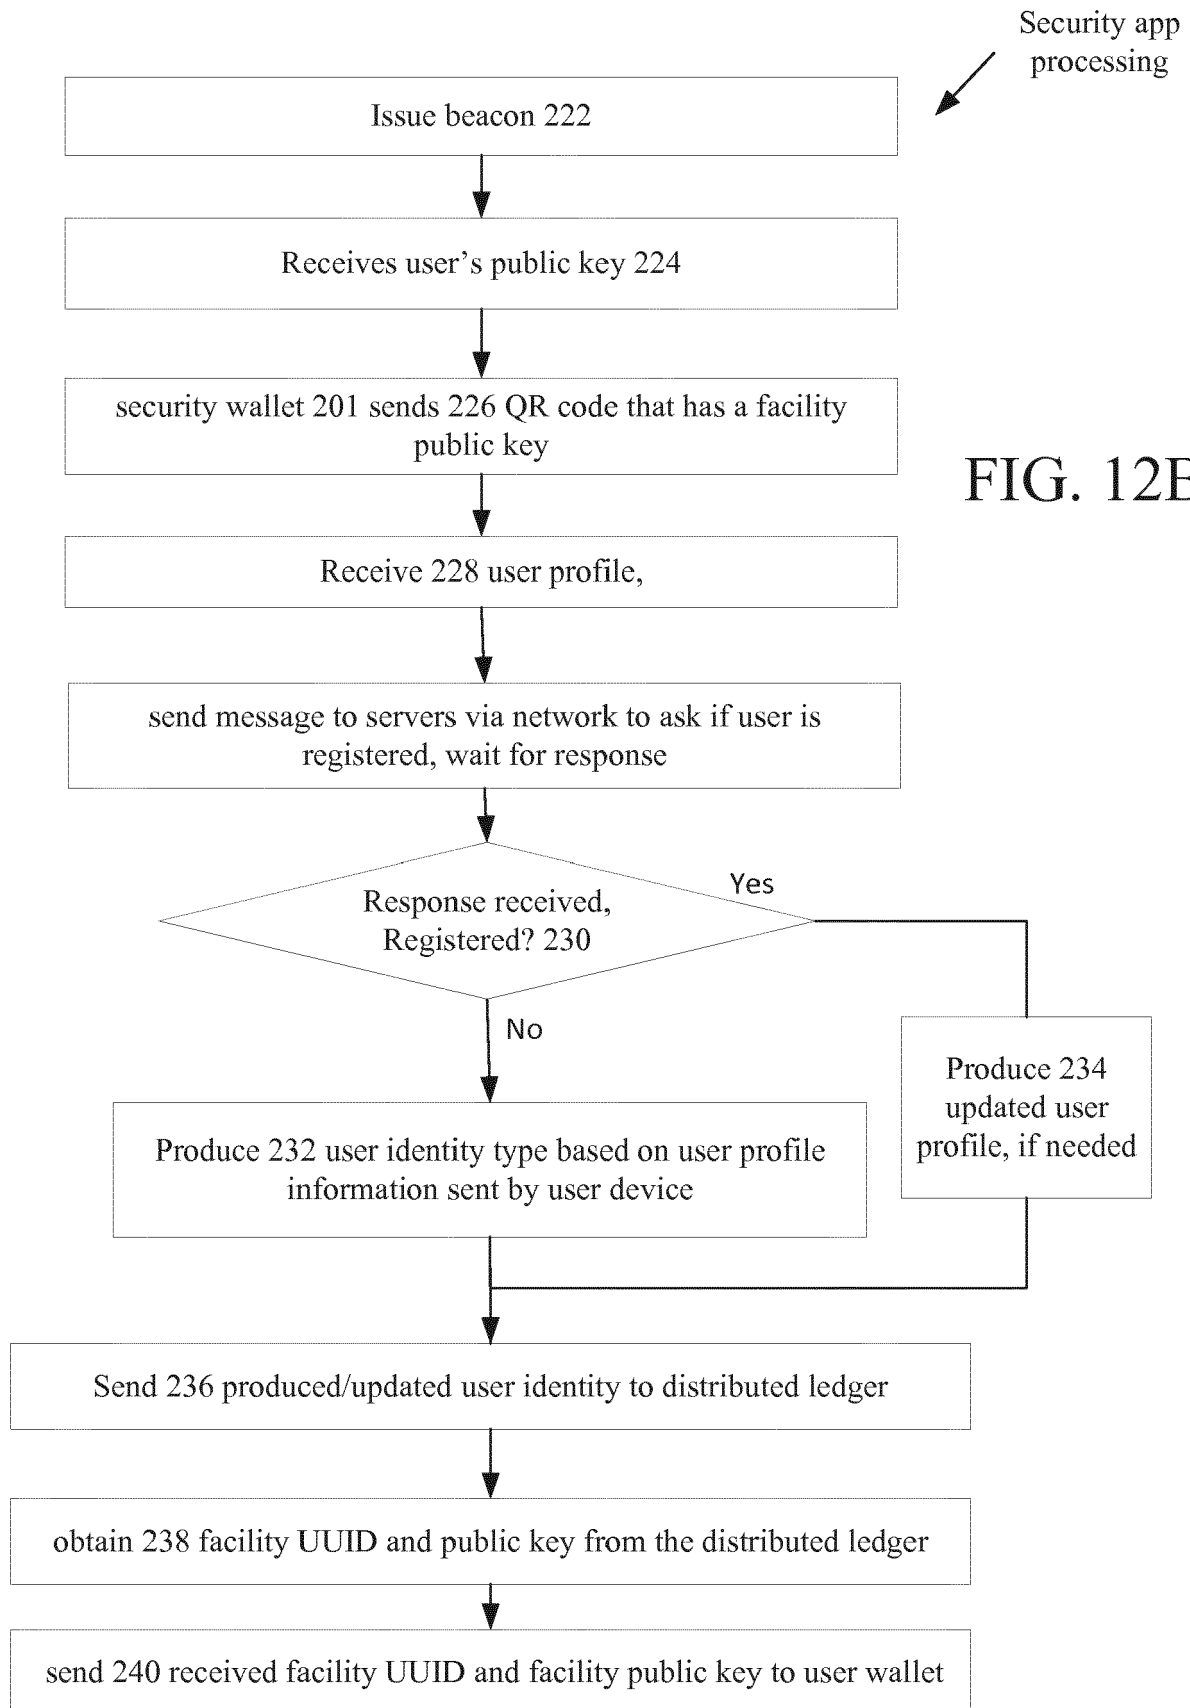 Security app
processing
Issue beacon 222
Receives user’s public key 224
security wallet 201 sends 226 QR code that has a facility
public key
FIG. 12B
Receive 228 user profile,
send message to servers via network to ask if user is
registered, wait for response
Response received,
Registered? 230
Yes
No
Produce 234
updated user
profile, if needed
Produce 232 user identity type based on user profile
information sent by user device
Send 236 produced/updated user identity to distributed ledger
obtain 238 facility UUID and public key from the distributed ledger
send 240 received facility UUID and facility public key to user wallet